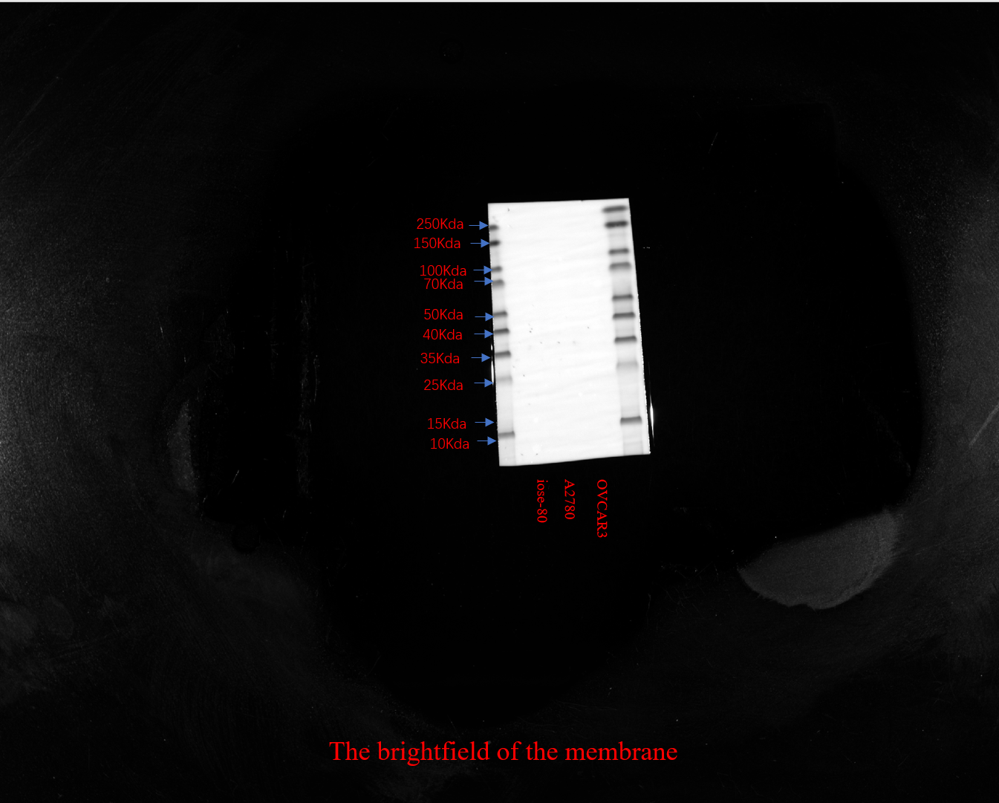 250Kda
150Kda
100Kda
70Kda
50Kda
40Kda
35Kda
25Kda
15Kda
10Kda
iose-80
A2780
OVCAR3
The brightfield of the membrane